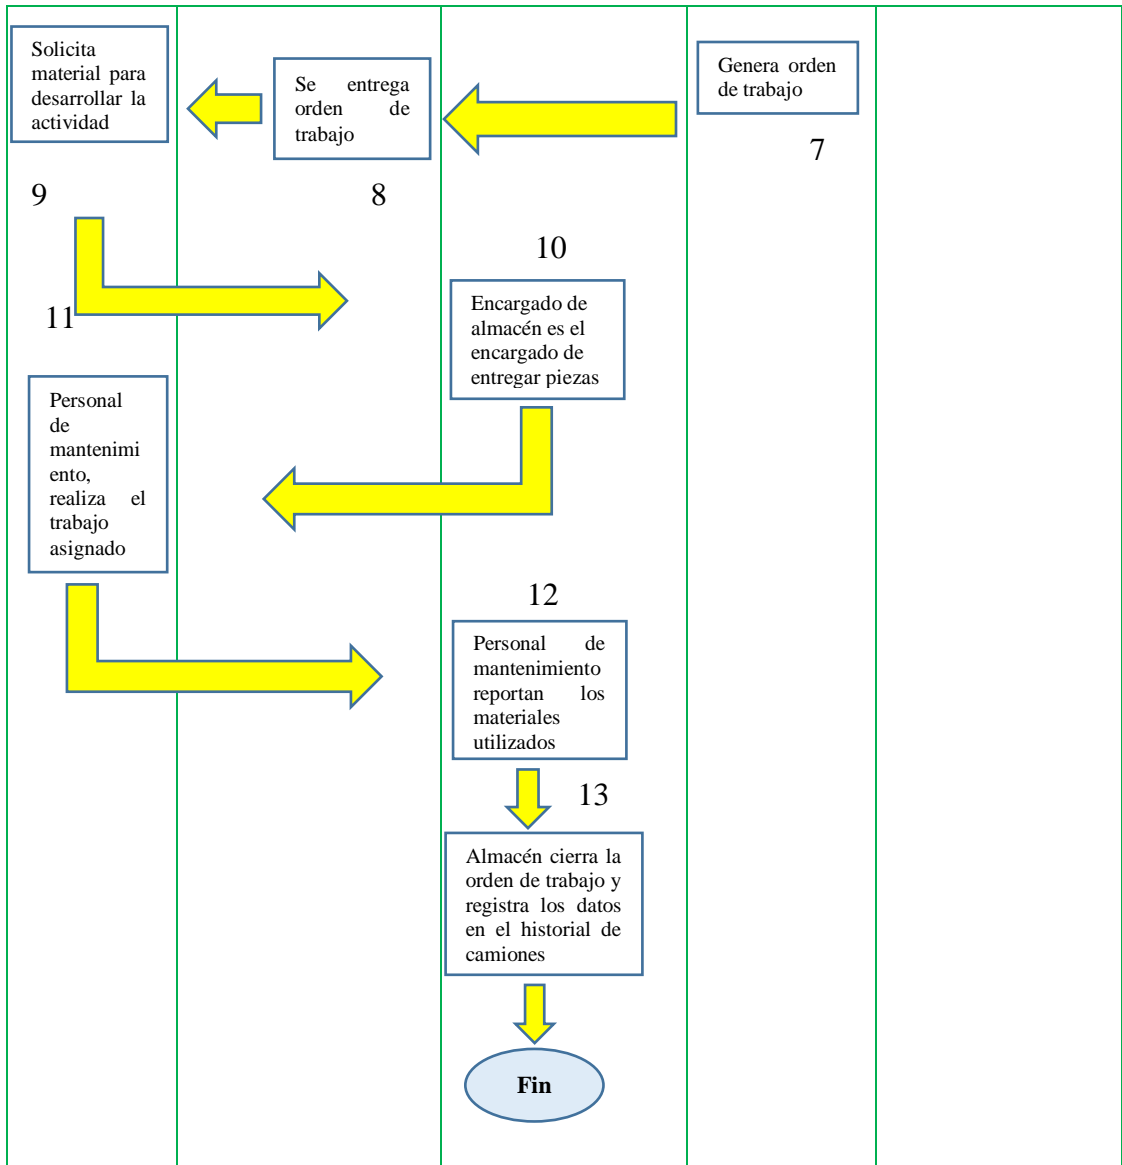 Solicita
material para
desarrollar la
actividad
Se entrega
orden de
trabajo
Genera orden
de trabajo
7
9
8
10
11
Encargado de
almacén es el
encargado de
entregar piezas
Personal
de
mantenimi
ento,
realiza el
trabajo
asignado
12
Personal de
mantenimiento
reportan los
materiales
utilizados
13
Almacén cierra la
orden de trabajo y
registra los datos
en el historial de
camiones
Fin